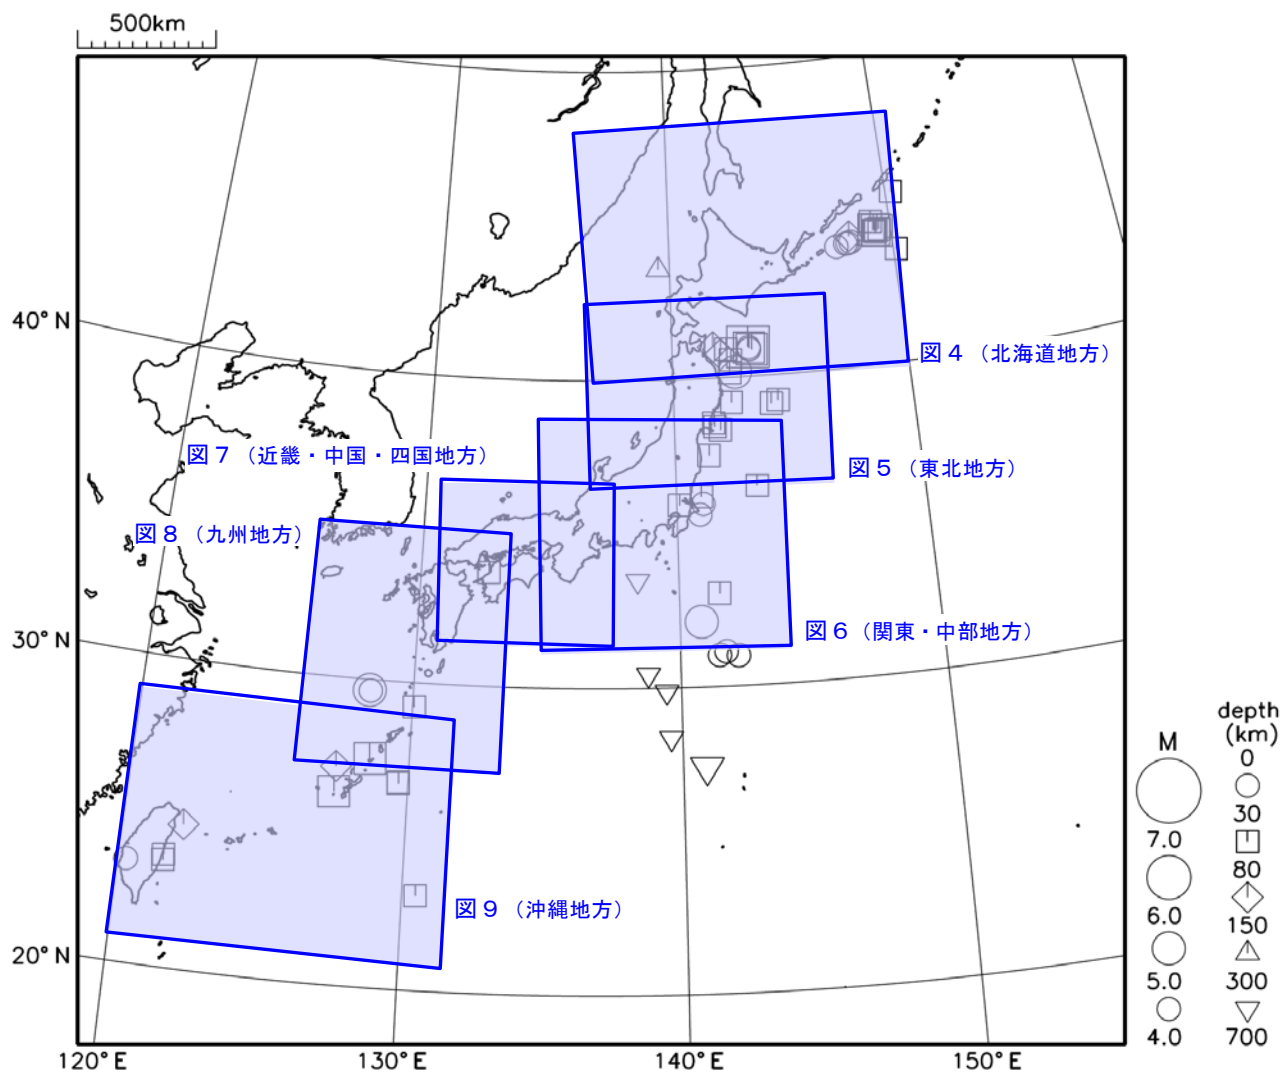 500km
40° N
30° N
20° N
120° E
130° E
140° E
150° E
図4（北海道地方）
図5（東北地方）
図7（近畿・中国・四国地方）
図8（九州地方）
図6（関東・中部地方）
図9（沖縄地方）
M
7.0
6.0
5.0
4.0
depth
(km)
0
30
80
150
300
700